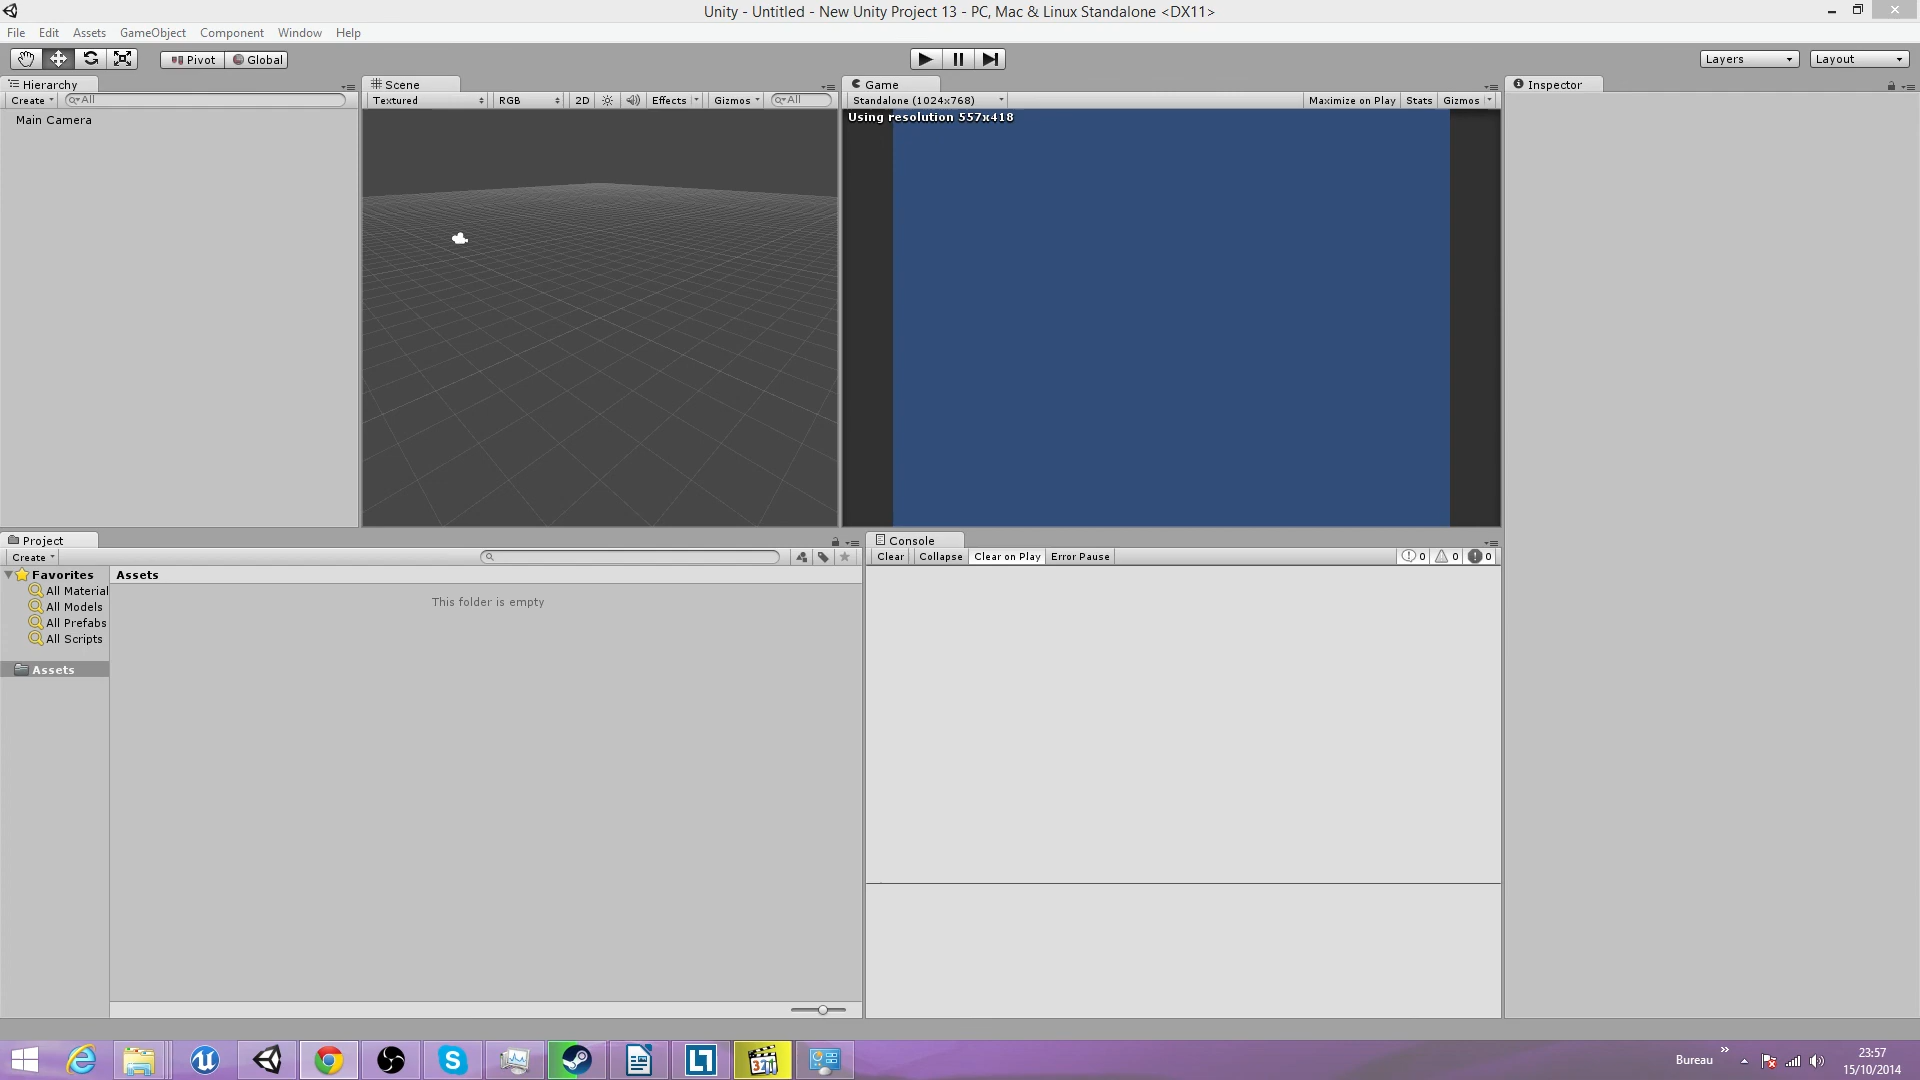 Unity - Untitled - New Unity Project 13 - PC, Mac & Linux Standalone <DX11>
File Edit Assets GameObject Component Window Help
Pivot Global Layers Layout
Hierarchy
Create All
Main Camera
Scene
Textured RGB 2D Effects Gizmos All
Game
Standalone (1024x768) Maximize on Play Stats Gizmos
Using resolution 557x418
Inspector
Project
Create
Favorites
All Material
All Models
All Prefabs
All Scripts
Assets
Assets
This folder is empty
Console
Clear Collapse Clear on Play Error Pause 0 0 0
321
Bureau
23:57
15/10/2014